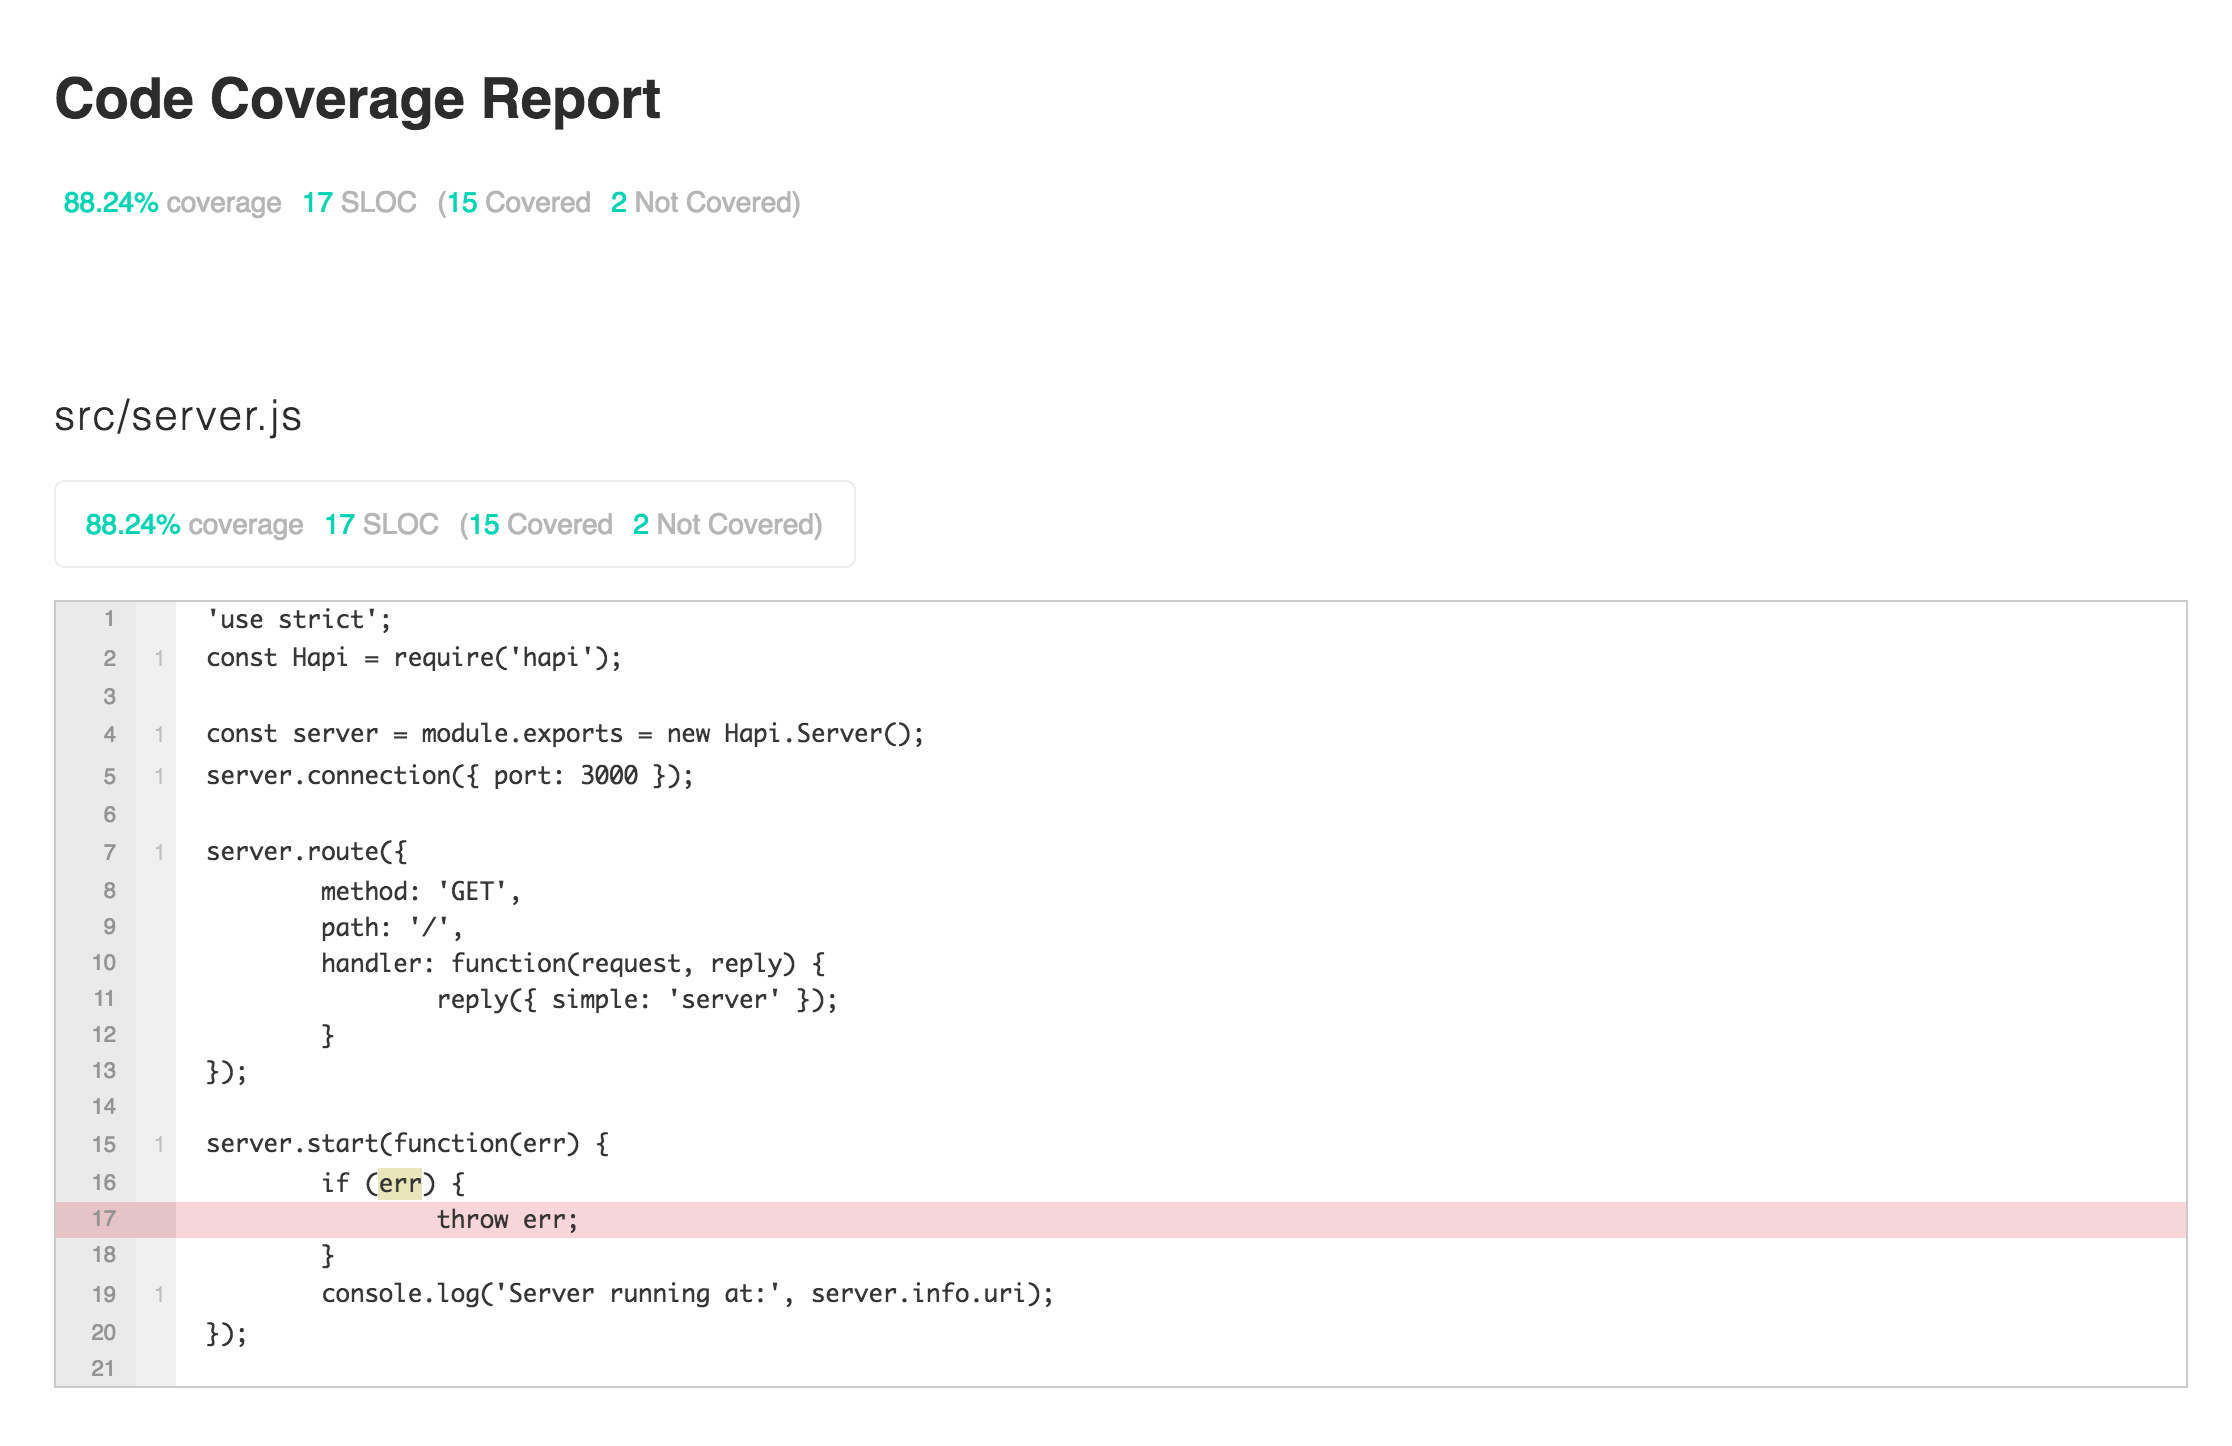 Code Coverage Report
88.24% coverage 17 SLOC (15 Covered 2 Not Covered)
src/server.js
88.24% coverage 17 SLOC (15 Covered 2 Not Covered)
1 'use strict';
2 1 const Hapi = require('hapi');
3
4 1 const server = module.exports = new Hapi.Server();
5 1 server.connection({ port: 3000 });
6
7 1 server.route({
8 method: 'GET',
9 path: '/',
10 handler: function(request, reply) {
11 reply({ simple: 'server' });
12 }
13 });
14
15 1 server.start(function(err) {
16 if (err) {
17 throw err;
18 }
19 1 console.log('Server running at:', server.info.uri);
20 });
21